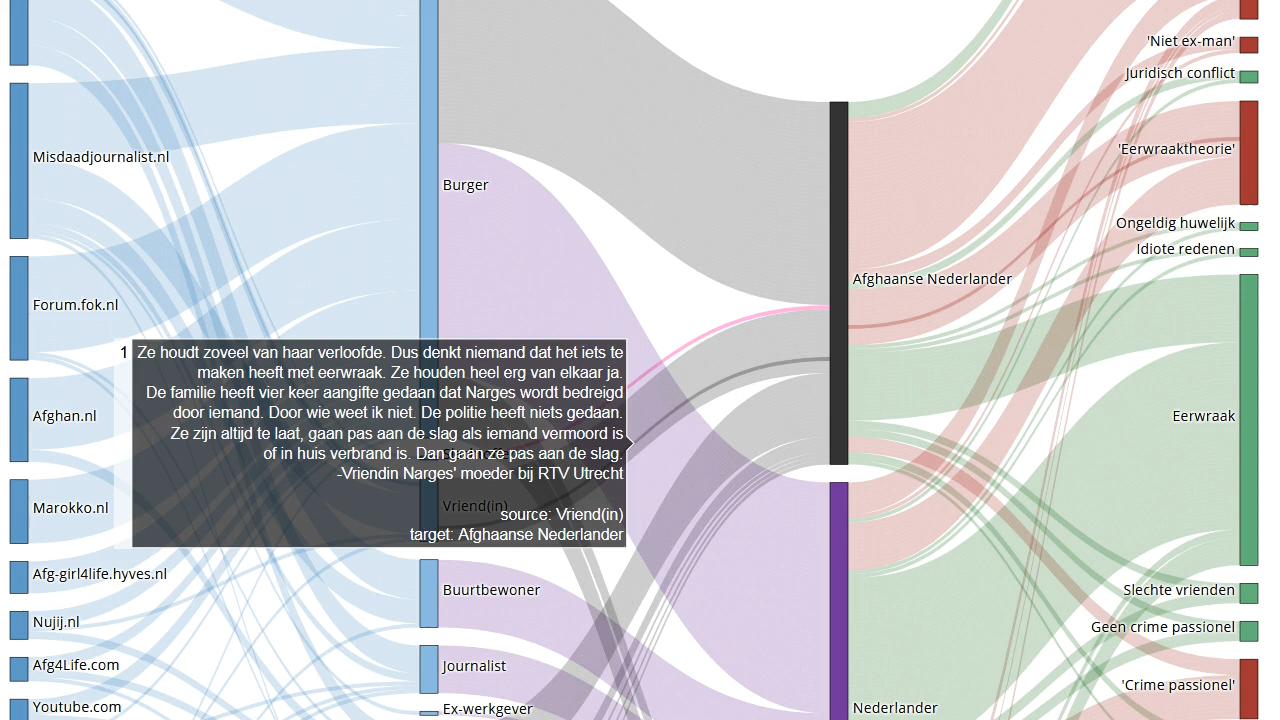 Misdaadjournalist.nl
Forum.fok.nl
Afghan.nl
Marokko.nl
Afg-girl4life.hyves.nl
Nujij.nl
Afg4Life.com
Youtube.com
Burger
1 Ze houdt zoveel van haar verloofde. Dus denkt niemand dat het iets te
maken heeft met eerwraak. Ze houden heel erg van elkaar ja.
De familie heeft vier keer aangifte gedaan dat Narges wordt bedreigd
door iemand. Door wie weet ik niet. De politie heeft niets gedaan.
Ze zijn altijd te laat, gaan pas aan de slag als iemand vermoord is
of in huis verbrand is. Dan gaan ze pas aan de slag.
-Vriendin Narges' moeder bij RTV Utrecht
source: Vriend(in)
target: Afghaanse Nederlander
Vriend(in)
Buurtbewoner
Journalist
Ex-werkgever
Afghaanse Nederlander
Nederlander
'Niet ex-man'
Juridisch conflict
'Eerwraaktheorie'
Ongeldig huwelijk
Idiote redenen
Eerwraak
Slechte vrienden
Geen crime passionel
'Crime passionel'